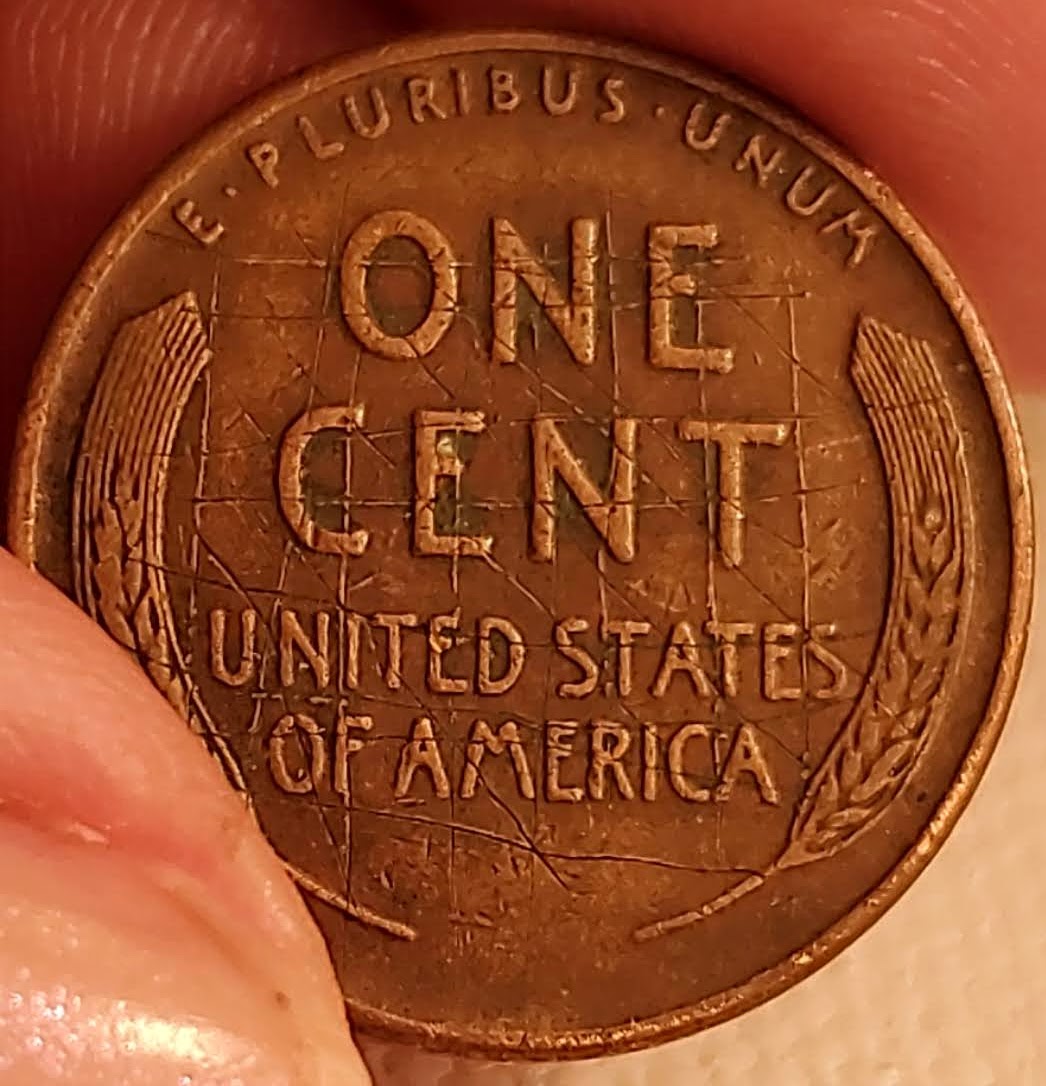 E · PLURIBUS · UNUM
ONE
CENT
UNITED STATES
OF AMERICA